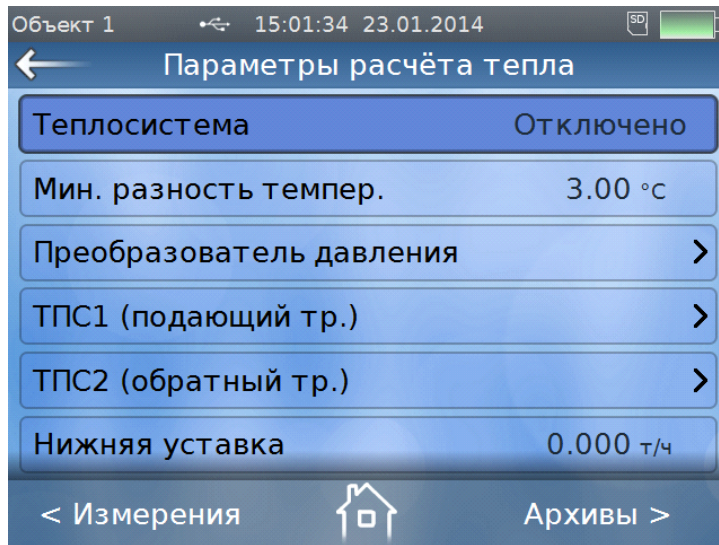 Объект 1 15:01:34 23.01.2014 SD
Параметры расчёта тепла
Теплосистема Отключено
Мин. разность темпер. 3.00 °C
Преобразователь давления
ТПС1 (подающий тр.)
ТПС2 (обратный тр.)
Нижняя уставка 0.000 т/ч
< Измерения Архивы >